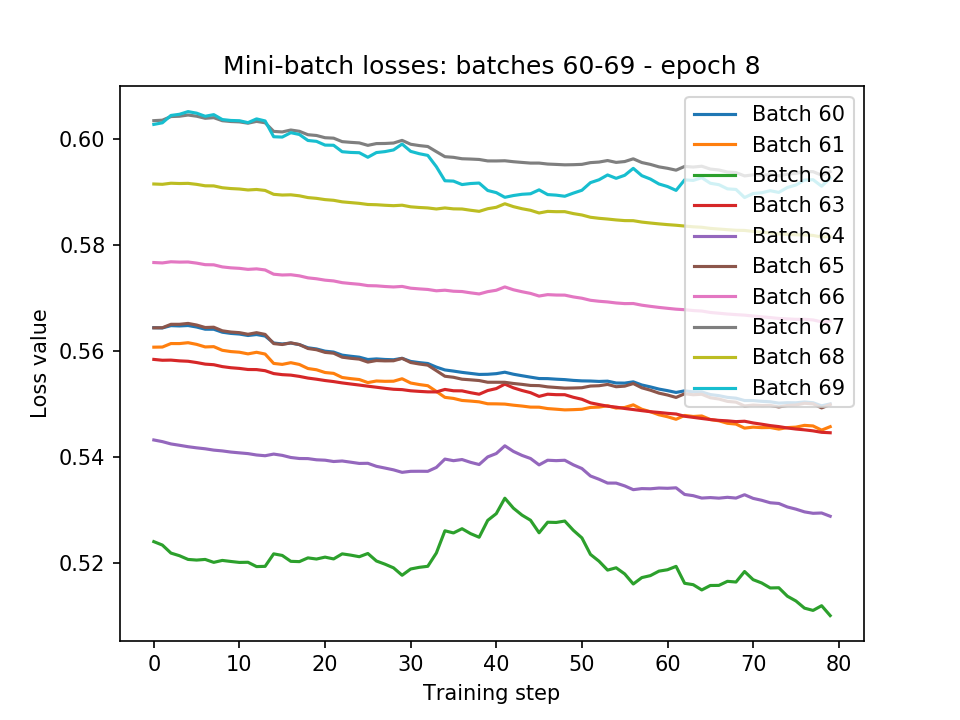 Mini-batch losses: batches 60-69 - epoch 8
Loss value
0.60
0.58
0.56
0.54
0.52
0
10
20
30
40
50
60
70
80
Training step
Batch 60
Batch 61
Batch 62
Batch 63
Batch 64
Batch 65
Batch 66
Batch 67
Batch 68
Batch 69